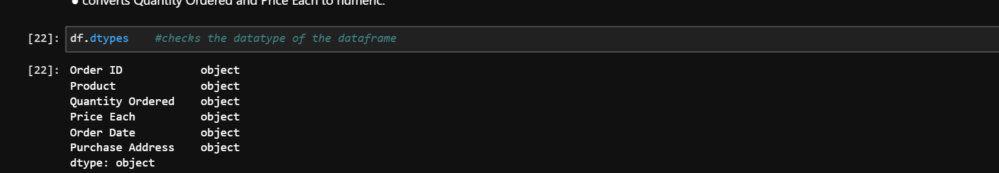 • converts Quantity Ordered and Price Each to numeric.
[22]: df.dtypes    #checks the datatype of the dataframe
[22]: Order ID            object
Product             object
Quantity Ordered    object
Price Each          object
Order Date          object
Purchase Address    object
dtype: object